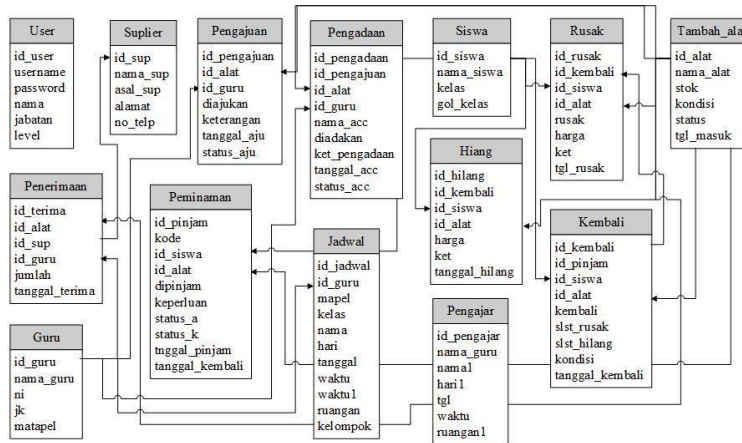 User
id_user
username
password
nama
jabatan
level
Suplier
id_sup
nama_sup
asal_sup
alamat
no_telp
Pengajuan
id_pengajuan
id_alat
id_guru
diajukan
keterangan
tanggal_aju
status_aju
Pengadaan
id_pengadaan
id_pengajuan
id_alat
id_guru
nama_acc
diadakan
ket_pengadaan
tanggal_acc
status_acc
Siswa
id_siswa
nama_siswa
kelas
gol_kelas
Rusak
id_rusak
id_kembali
id_siswa
id_alat
rusak
harga
ket
tgl_rusak
Tambah_ala
id_alat
nama_alat
stok
kondisi
status
tgl_masuk
Penerimaan
id_terima
id_alat
id_sup
id_guru
jumlah
tanggal_terima
Peminaman
id_pinjam
kode
id_siswa
id_alat
dipinjam
keperluan
status_a
status_k
tnggal_pinjam
tanggal_kembali
Jadwal
id_jadwal
id_guru
mapel
kelas
nama
hari
tanggal
waktu
waktu1
ruangan
kelompok
Hiang
id_hilang
id_kembali
id_siswa
id_alat
harga
ket
tanggal_hilang
Kembali
id_kembali
id_pinjam
id_siswa
id_alat
kembali
slst_rusak
slst_hilang
kondisi
tanggal_kembali
Guru
id_guru
nama_guru
ni
jk
matapel
Pengajar
id_pengajar
nama_guru
nama1
hari1
tgl
waktu
ruangan1